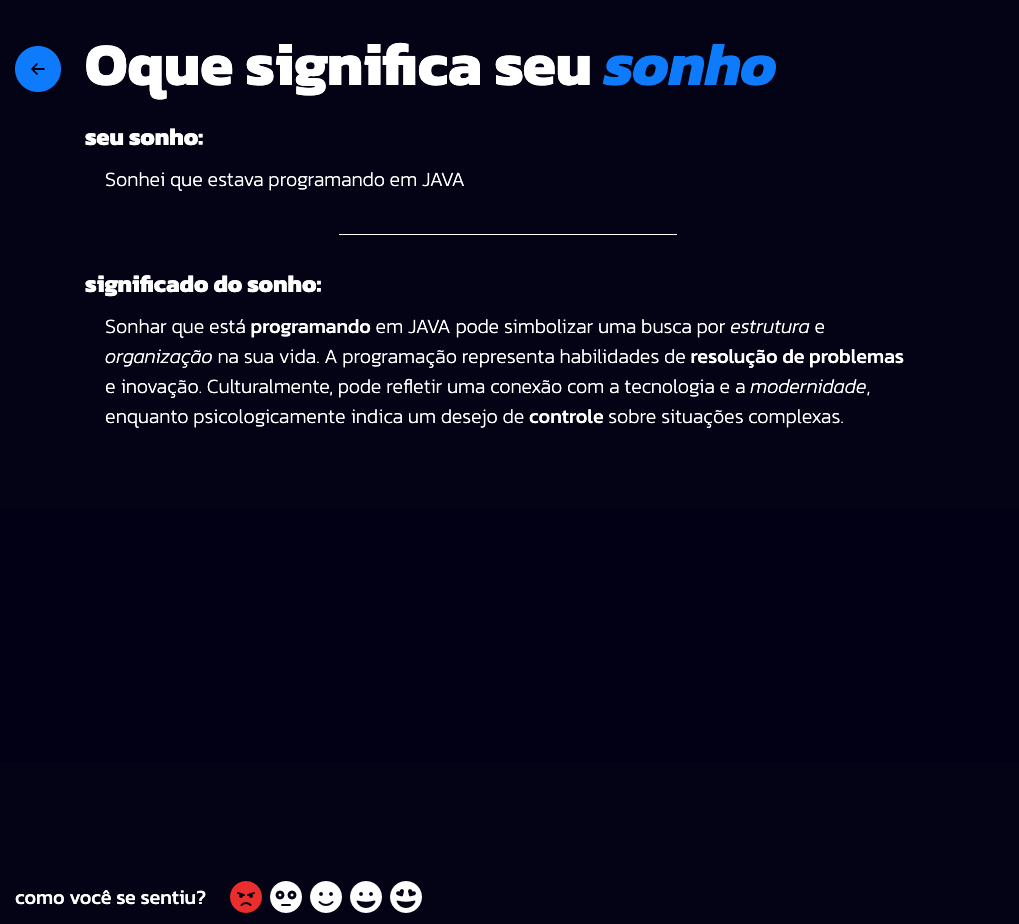 Oque significa seu sonho
seu sonho:
Sonhei que estava programando em JAVA
significado do sonho:
Sonhar que está programando em JAVA pode simbolizar uma busca por estrutura e
organização na sua vida. A programação representa habilidades de resolução de problemas
e inovação. Culturalmente, pode refletir uma conexão com a tecnologia e a modernidade,
enquanto psicologicamente indica um desejo de controle sobre situações complexas.
como você se sentiu?